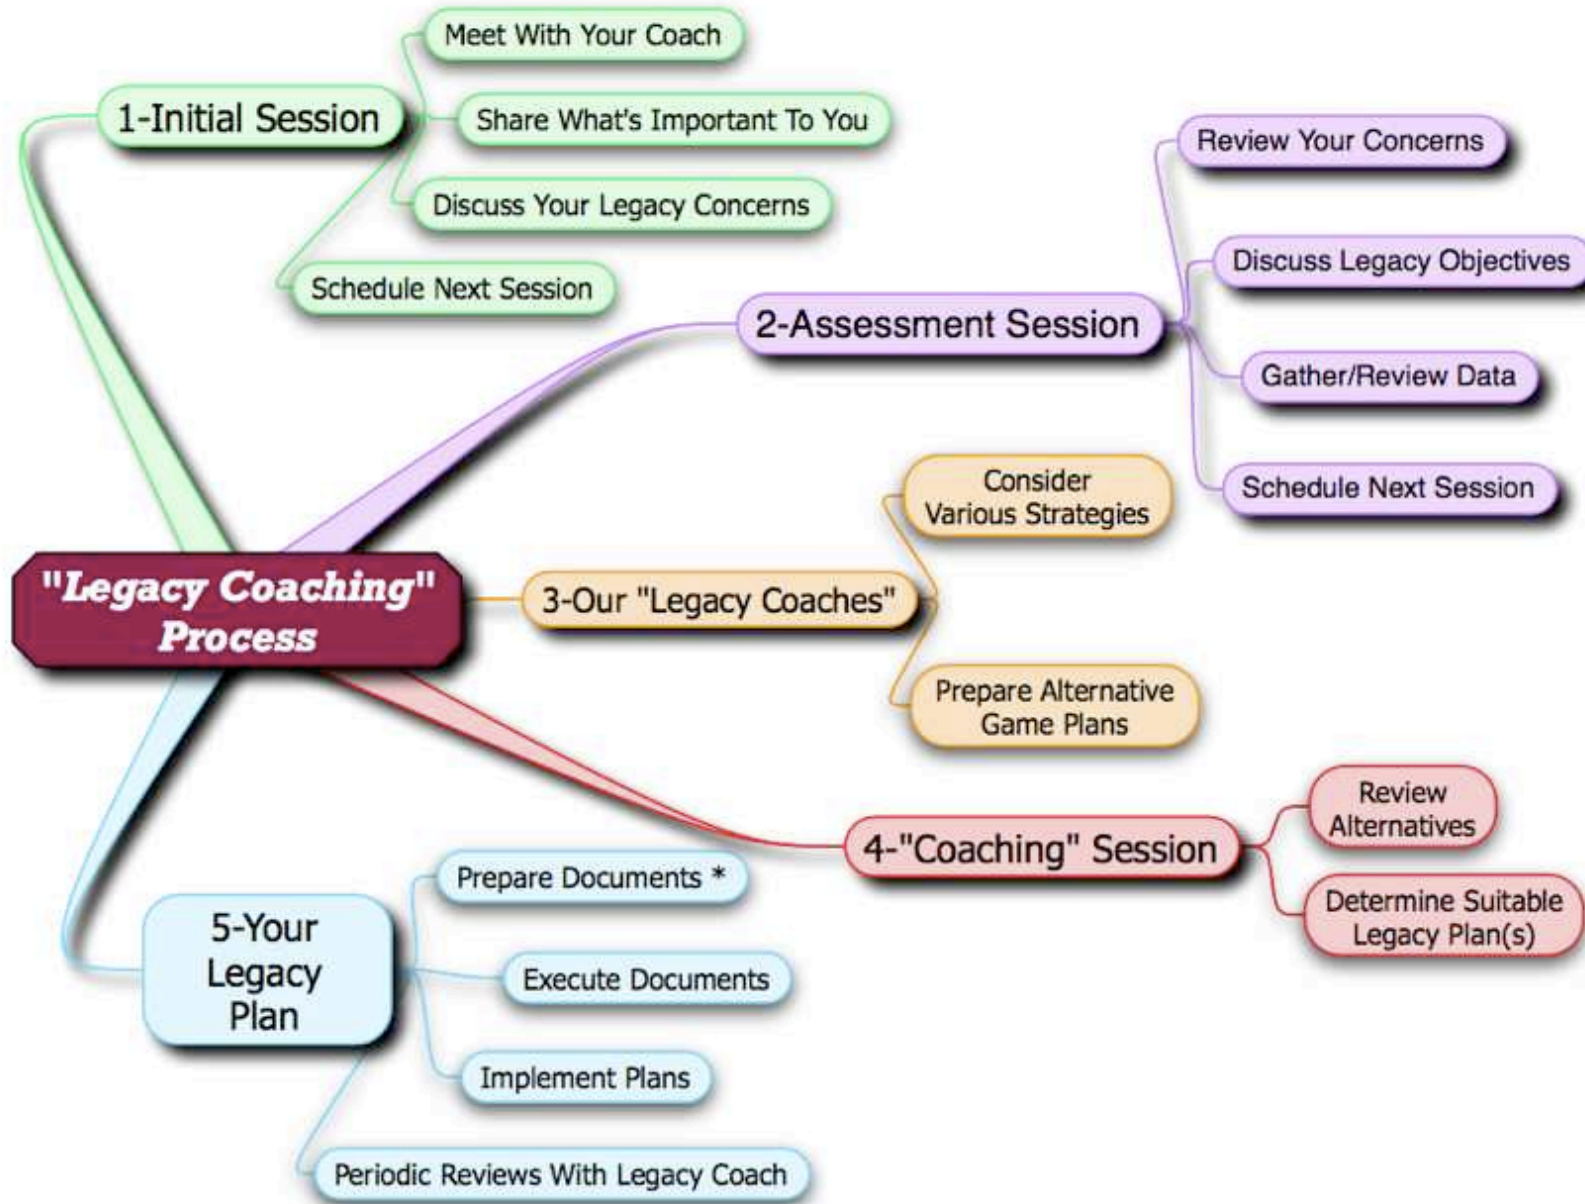 "Legacy Coaching"
Process
1-Initial Session
Meet With Your Coach
Share What's Important To You
Discuss Your Legacy Concerns
Schedule Next Session
2-Assessment Session
Review Your Concerns
Discuss Legacy Objectives
Gather/Review Data
Schedule Next Session
3-Our "Legacy Coaches"
Consider
Various Strategies
Prepare Alternative
Game Plans
4-"Coaching" Session
Review
Alternatives
Determine Suitable
Legacy Plan(s)
5-Your
Legacy
Plan
Prepare Documents *
Execute Documents
Implement Plans
Periodic Reviews With Legacy Coach